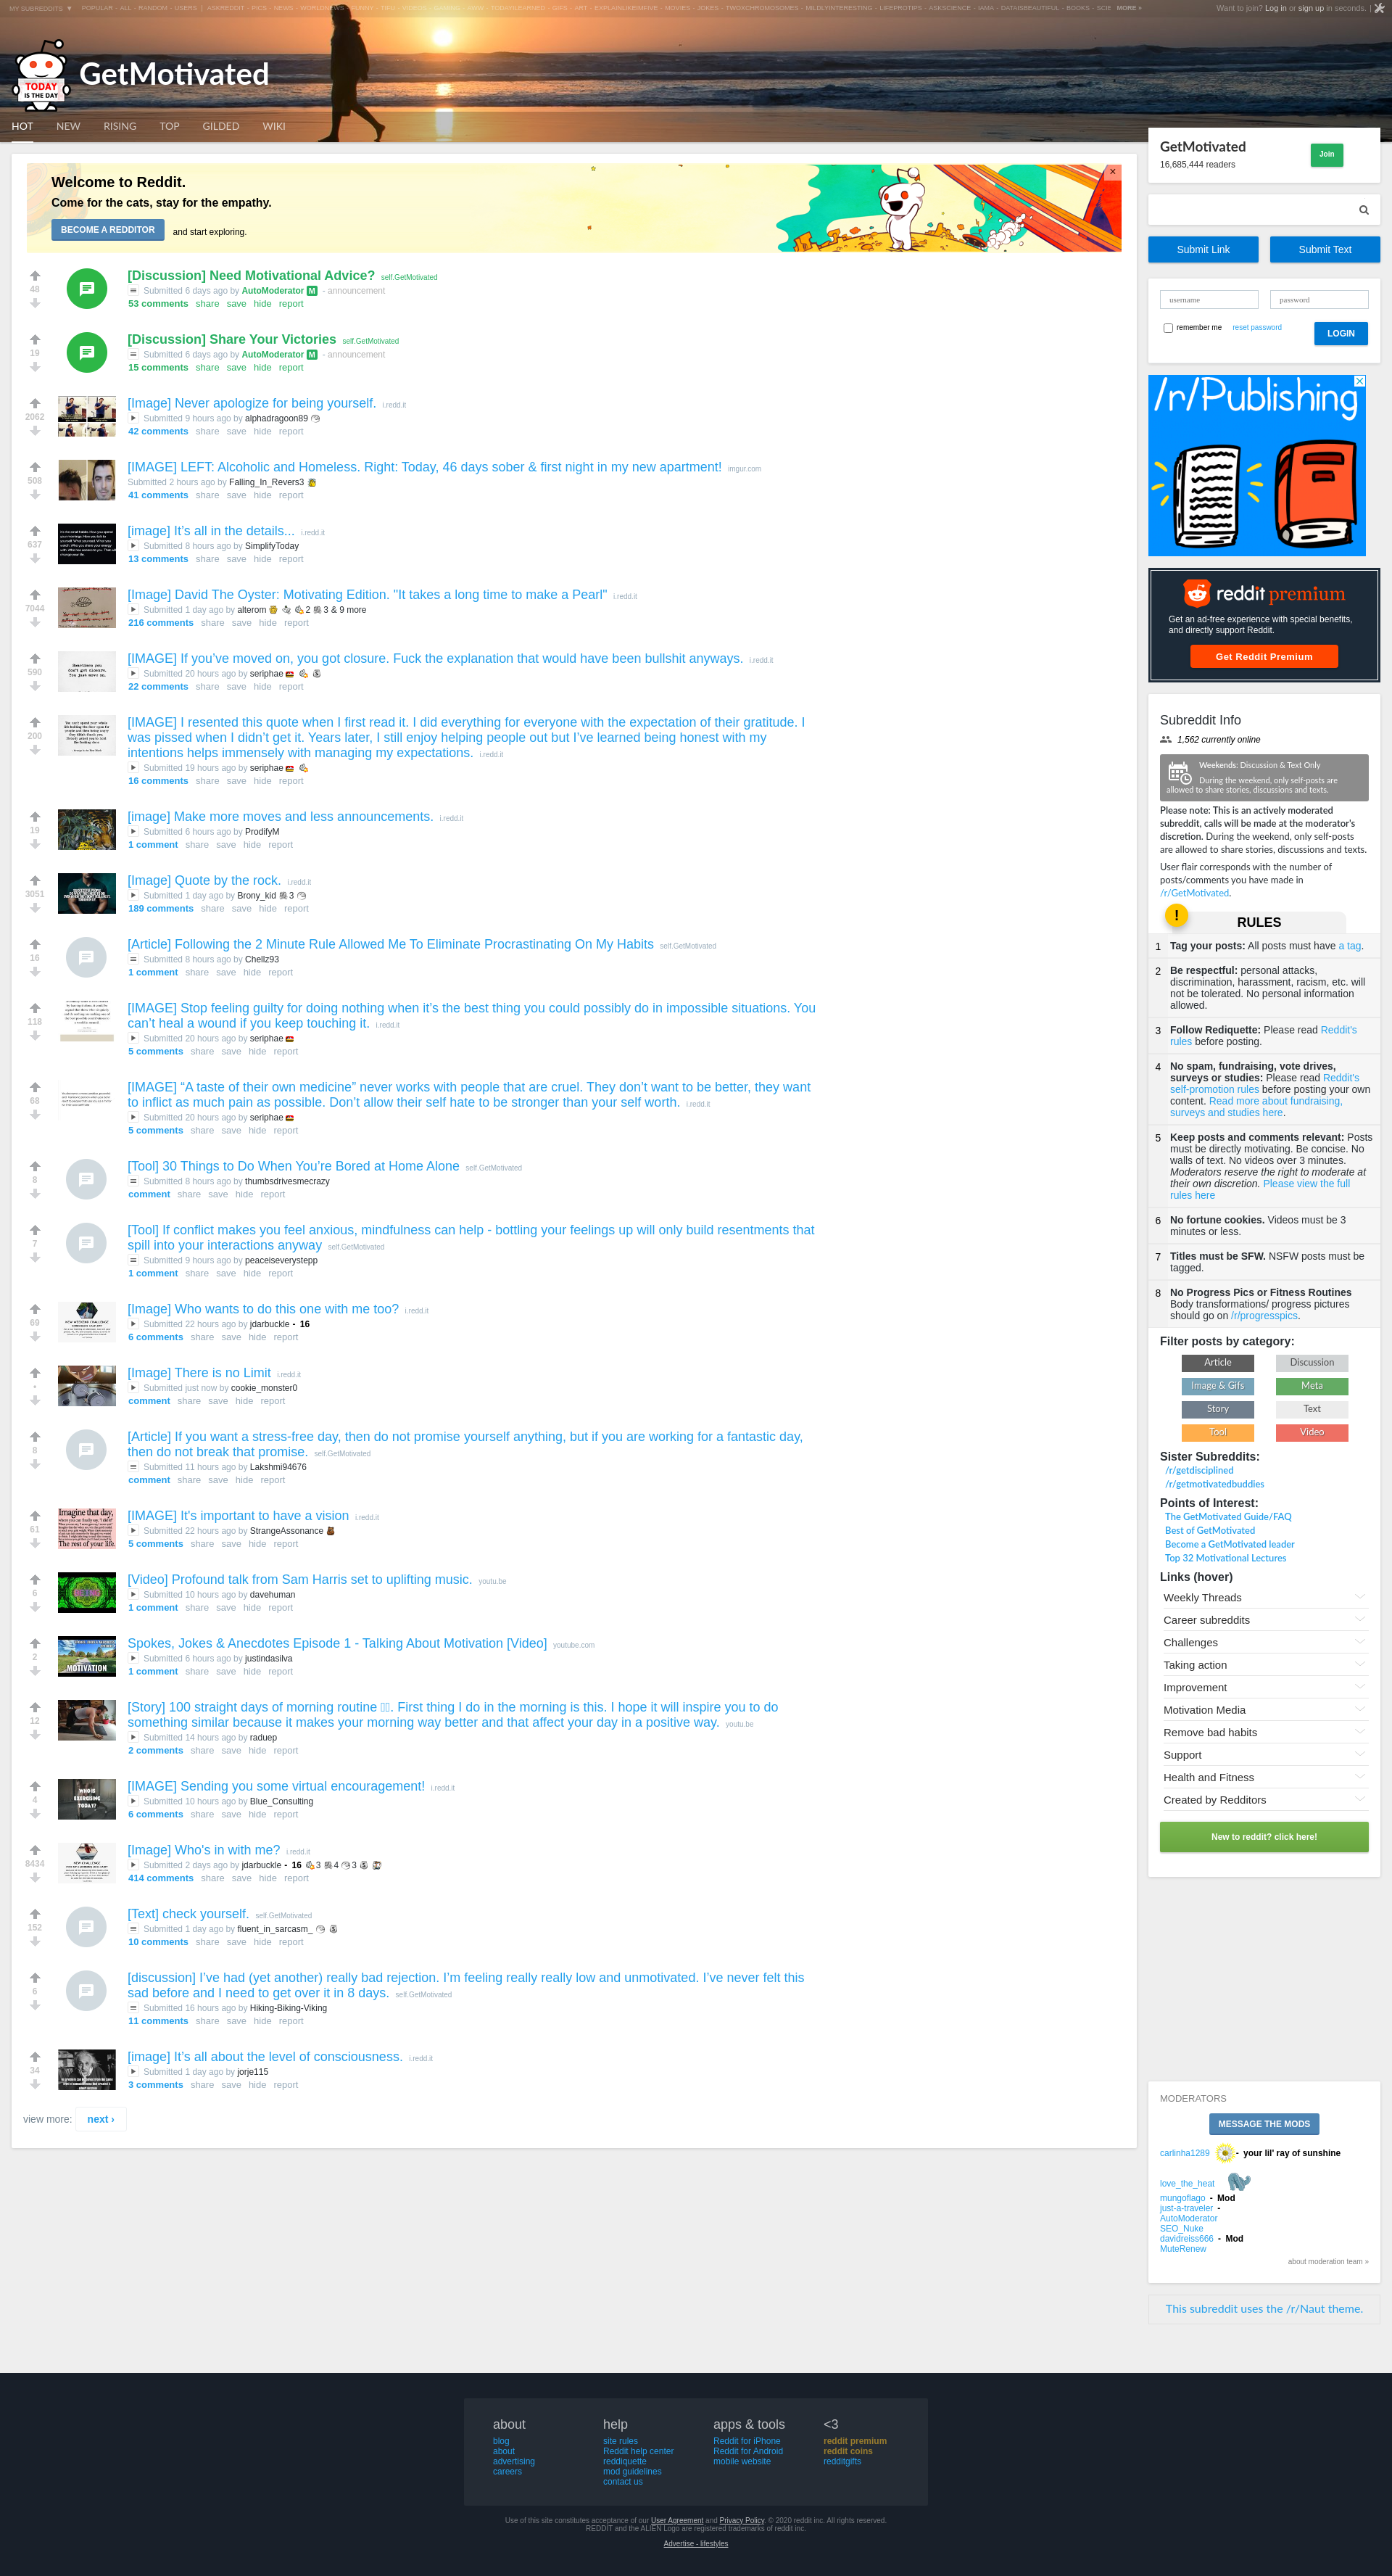 MY SUBREDDITS ▼ POPULAR - ALL - RANDOM - USERS | ASKREDDIT - PICS - NEWS - WORLDNEWS - FUNNY - TIFU - VIDEOS - GAMING - AWW - TODAYILEARNED - GIFS - ART - EXPLAINLIKEIMFIVE - MOVIES - JOKES - TWOXCHROMOSOMES - MILDLYINTERESTING - LIFEPROTIPS - ASKSCIENCE - IAMA - DATAISBEAUTIFUL - BOOKS - SCIE MORE »
Want to join? Log in or sign up in seconds. |
TODAY
IS THE DAY
GetMotivated
HOT NEW RISING TOP GILDED WIKI
Welcome to Reddit.
Come for the cats, stay for the empathy.
BECOME A REDDITOR and start exploring.
×
48
[Discussion] Need Motivational Advice? self.GetMotivated
Submitted 6 days ago by AutoModerator M - announcement
53 comments share save hide report
19
[Discussion] Share Your Victories self.GetMotivated
Submitted 6 days ago by AutoModerator M - announcement
15 comments share save hide report
2062
[Image] Never apologize for being yourself. i.redd.it
Submitted 9 hours ago by alphadragoon89
42 comments share save hide report
508
[IMAGE] LEFT: Alcoholic and Homeless. Right: Today, 46 days sober & first night in my new apartment! imgur.com
Submitted 2 hours ago by Falling_In_Revers3
41 comments share save hide report
637
[image] It’s all in the details... i.redd.it
Submitted 8 hours ago by SimplifyToday
13 comments share save hide report
7044
[Image] David The Oyster: Motivating Edition. "It takes a long time to make a Pearl" i.redd.it
Submitted 1 day ago by alterom 2 3 & 9 more
216 comments share save hide report
590
[IMAGE] If you’ve moved on, you got closure. Fuck the explanation that would have been bullshit anyways. i.redd.it
Submitted 20 hours ago by seriphae
22 comments share save hide report
200
[IMAGE] I resented this quote when I first read it. I did everything for everyone with the expectation of their gratitude. I
was pissed when I didn’t get it. Years later, I still enjoy helping people out but I’ve learned being honest with my
intentions helps immensely with managing my expectations. i.redd.it
Submitted 19 hours ago by seriphae
16 comments share save hide report
19
[image] Make more moves and less announcements. i.redd.it
Submitted 6 hours ago by ProdifyM
1 comment share save hide report
3051
[Image] Quote by the rock. i.redd.it
Submitted 1 day ago by Brony_kid 3
189 comments share save hide report
16
[Article] Following the 2 Minute Rule Allowed Me To Eliminate Procrastinating On My Habits self.GetMotivated
Submitted 8 hours ago by Chellz93
1 comment share save hide report
118
[IMAGE] Stop feeling guilty for doing nothing when it’s the best thing you could possibly do in impossible situations. You
can’t heal a wound if you keep touching it. i.redd.it
Submitted 20 hours ago by seriphae
5 comments share save hide report
68
[IMAGE] “A taste of their own medicine” never works with people that are cruel. They don’t want to be better, they want
to inflict as much pain as possible. Don’t allow their self hate to be stronger than your self worth. i.redd.it
Submitted 20 hours ago by seriphae
5 comments share save hide report
8
[Tool] 30 Things to Do When You’re Bored at Home Alone self.GetMotivated
Submitted 8 hours ago by thumbsdrivesmecrazy
comment share save hide report
7
[Tool] If conflict makes you feel anxious, mindfulness can help - bottling your feelings up will only build resentments that
spill into your interactions anyway self.GetMotivated
Submitted 9 hours ago by peaceiseverystepp
1 comment share save hide report
69
[Image] Who wants to do this one with me too? i.redd.it
Submitted 22 hours ago by jdarbuckle - 16
6 comments share save hide report
•
[Image] There is no Limit i.redd.it
Submitted just now by cookie_monster0
comment share save hide report
8
[Article] If you want a stress-free day, then do not promise yourself anything, but if you are working for a fantastic day,
then do not break that promise. self.GetMotivated
Submitted 11 hours ago by Lakshmi94676
comment share save hide report
61
Imagine that day,
The rest of your life.
[IMAGE] It's important to have a vision i.redd.it
Submitted 22 hours ago by StrangeAssonance
5 comments share save hide report
6
[Video] Profound talk from Sam Harris set to uplifting music. youtu.be
Submitted 10 hours ago by davehuman
1 comment share save hide report
2
MOTIVATION
Spokes, Jokes & Anecdotes Episode 1 - Talking About Motivation [Video] youtube.com
Submitted 6 hours ago by justindasilva
1 comment share save hide report
12
[Story] 100 straight days of morning routine ▯▯. First thing I do in the morning is this. I hope it will inspire you to do
something similar because it makes your morning way better and that affect your day in a positive way. youtu.be
Submitted 14 hours ago by raduep
2 comments share save hide report
4
WHO IS
EXERCISING
TODAY?
[IMAGE] Sending you some virtual encouragement! i.redd.it
Submitted 10 hours ago by Blue_Consulting
6 comments share save hide report
8434
[Image] Who's in with me? i.redd.it
Submitted 2 days ago by jdarbuckle - 16 3 4 3
414 comments share save hide report
152
[Text] check yourself. self.GetMotivated
Submitted 1 day ago by fluent_in_sarcasm_
10 comments share save hide report
6
[discussion] I’ve had (yet another) really bad rejection. I’m feeling really really low and unmotivated. I’ve never felt this
sad before and I need to get over it in 8 days. self.GetMotivated
Submitted 16 hours ago by Hiking-Biking-Viking
11 comments share save hide report
34
[image] It’s all about the level of consciousness. i.redd.it
Submitted 1 day ago by jorje115
3 comments share save hide report
view more: next ›
GetMotivated
16,685,444 readers
Join
Submit Link Submit Text
username password
remember me reset password LOGIN
/r/Publishing
reddit premium
Get an ad-free experience with special benefits,
and directly support Reddit.
Get Reddit Premium
Subreddit Info
1,562 currently online
Weekends: Discussion & Text Only
During the weekend, only self-posts are
allowed to share stories, discussions and texts.
Please note: This is an actively moderated
subreddit, calls will be made at the moderator's
discretion. During the weekend, only self-posts
are allowed to share stories, discussions and texts.
User flair corresponds with the number of
posts/comments you have made in
/r/GetMotivated.
! RULES
1 Tag your posts: All posts must have a tag.
2 Be respectful: personal attacks,
discrimination, harassment, racism, etc. will
not be tolerated. No personal information
allowed.
3 Follow Rediquette: Please read Reddit's
rules before posting.
4 No spam, fundraising, vote drives,
surveys or studies: Please read Reddit's
self-promotion rules before posting your own
content. Read more about fundraising,
surveys and studies here.
5 Keep posts and comments relevant: Posts
must be directly motivating. Be concise. No
walls of text. No videos over 3 minutes.
Moderators reserve the right to moderate at
their own discretion. Please view the full
rules here
6 No fortune cookies. Videos must be 3
minutes or less.
7 Titles must be SFW. NSFW posts must be
tagged.
8 No Progress Pics or Fitness Routines
Body transformations/ progress pictures
should go on /r/progresspics.
Filter posts by category:
Article Discussion
Image & Gifs Meta
Story Text
Tool Video
Sister Subreddits:
/r/getdisciplined
/r/getmotivatedbuddies
Points of Interest:
The GetMotivated Guide/FAQ
Best of GetMotivated
Become a GetMotivated leader
Top 32 Motivational Lectures
Links (hover)
Weekly Threads
Career subreddits
Challenges
Taking action
Improvement
Motivation Media
Remove bad habits
Support
Health and Fitness
Created by Redditors
New to reddit? click here!
MODERATORS
MESSAGE THE MODS
carlinha1289 - your lil' ray of sunshine
love_the_heat
mungoflago - Mod
just-a-traveler -
AutoModerator
SEO_Nuke
davidreiss666 - Mod
MuteRenew
about moderation team »
This subreddit uses the /r/Naut theme.
about
blog
about
advertising
careers
help
site rules
Reddit help center
reddiquette
mod guidelines
contact us
apps & tools
Reddit for iPhone
Reddit for Android
mobile website
<3
reddit premium
reddit coins
redditgifts
Use of this site constitutes acceptance of our User Agreement and Privacy Policy. © 2020 reddit inc. All rights reserved.
REDDIT and the ALIEN Logo are registered trademarks of reddit inc.
Advertise - lifestyles